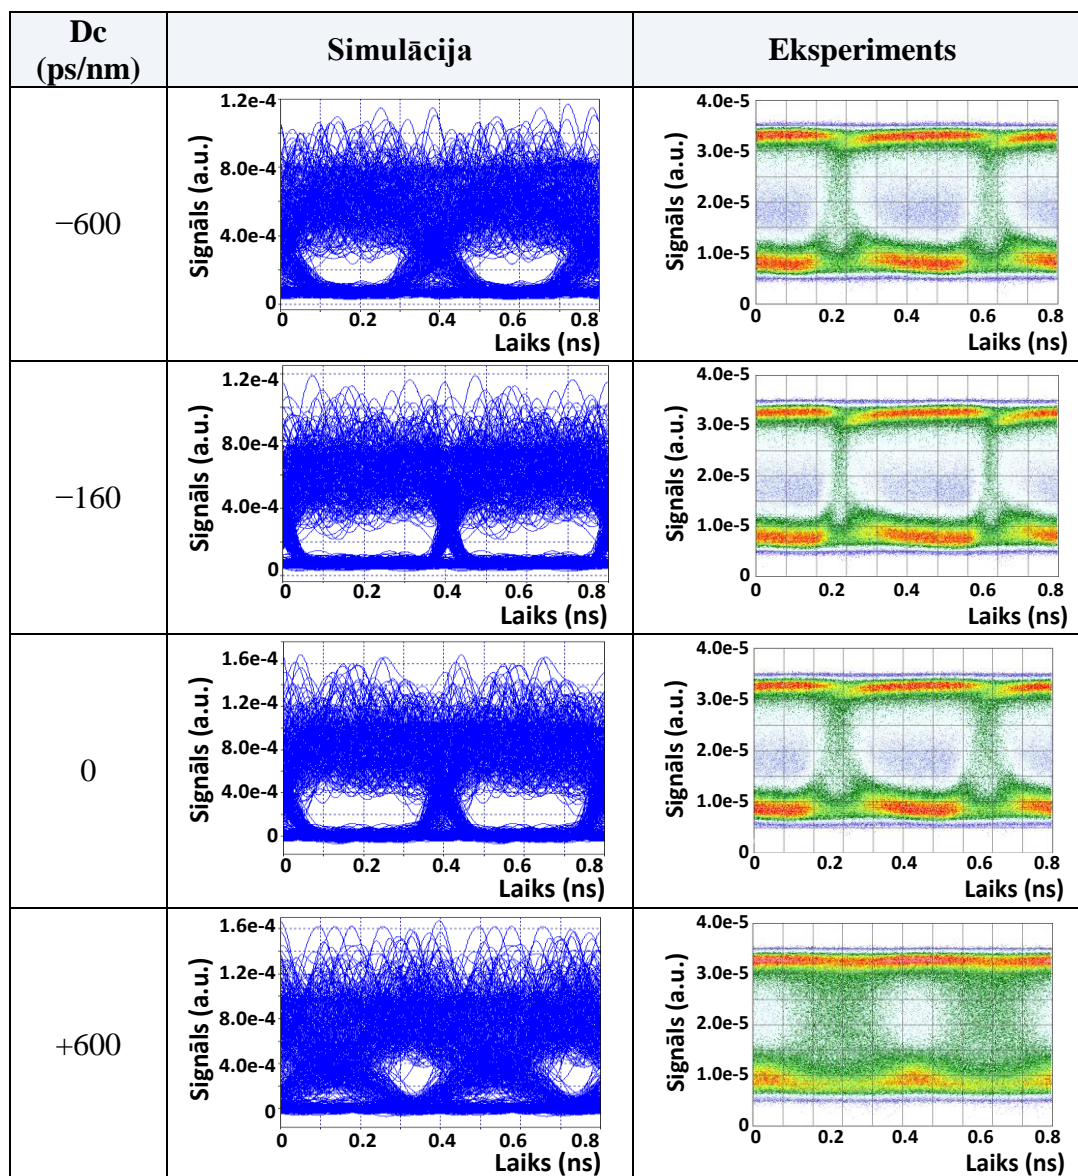 Dc
(ps/nm)
Simulācija
Eksperiments
−600
1.2e-4
8.0e-4
4.0e-4
0
Signāls (a.u.)
0 0.2 0.4 0.6 0.8
Laiks (ns)
4.0e-5
3.0e-5
2.0e-5
1.0e-5
0
Signāls (a.u.)
0 0.2 0.4 0.6 0.8
Laiks (ns)
−160
1.2e-4
8.0e-4
4.0e-4
0
Signāls (a.u.)
0 0.2 0.4 0.6 0.8
Laiks (ns)
4.0e-5
3.0e-5
2.0e-5
1.0e-5
0
Signāls (a.u.)
0 0.2 0.4 0.6 0.8
Laiks (ns)
0
1.6e-4
1.2e-4
8.0e-4
4.0e-4
0
Signāls (a.u.)
0 0.2 0.4 0.6 0.8
Laiks (ns)
4.0e-5
3.0e-5
2.0e-5
1.0e-5
0
Signāls (a.u.)
0 0.2 0.4 0.6 0.8
Laiks (ns)
+600
1.6e-4
1.2e-4
8.0e-4
4.0e-4
0
Signāls (a.u.)
0 0.2 0.4 0.6 0.8
Laiks (ns)
4.0e-5
3.0e-5
2.0e-5
1.0e-5
0
Signāls (a.u.)
0 0.2 0.4 0.6 0.8
Laiks (ns)